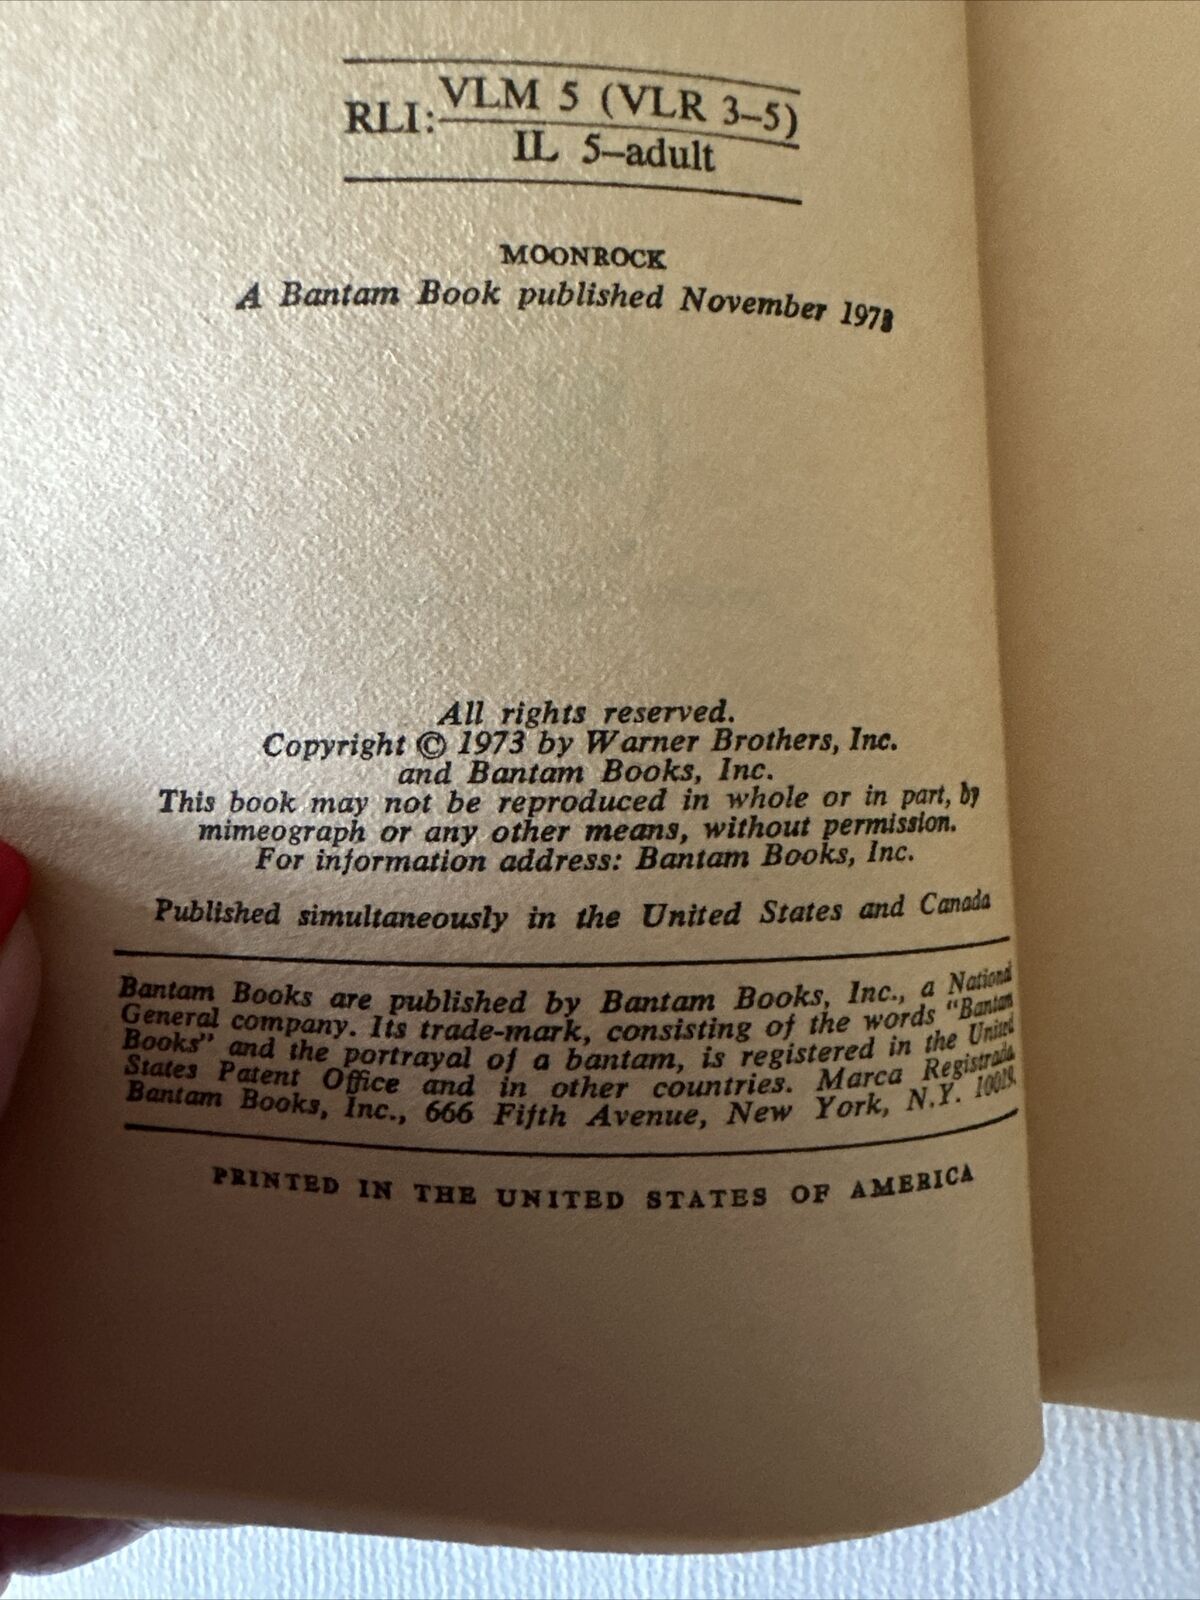 RLI: VLM 5 (VLR 3–5)
IL 5–adult
MOONROCK
A Bantam Book published November 1973
All rights reserved.
Copyright © 1973 by Warner Brothers, Inc.
and Bantam Books, Inc.
This book may not be reproduced in whole or in part, by
mimeograph or any other means, without permission.
For information address: Bantam Books, Inc.
Published simultaneously in the United States and Canada
Bantam Books are published by Bantam Books, Inc., a National
General company. Its trade-mark, consisting of the words "Bantam
Books" and the portrayal of a bantam, is registered in the United
States Patent Office and in other countries. Marca Registrada.
Bantam Books, Inc., 666 Fifth Avenue, New York, N.Y. 10019.
PRINTED IN THE UNITED STATES OF AMERICA